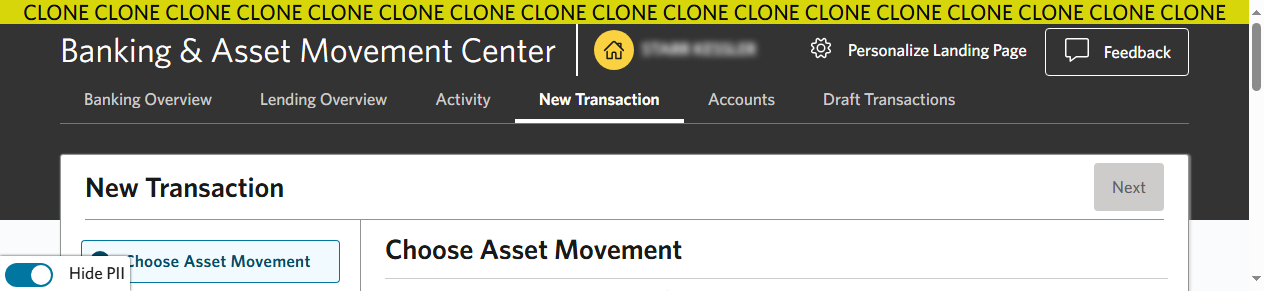 CLONE CLONE CLONE CLONE CLONE CLONE CLONE CLONE CLONE CLONE CLONE CLONE CLONE CLONE CLONE CLONE CLONE
Banking & Asset Movement Center
Personalize Landing Page
Feedback
Banking Overview Lending Overview Activity New Transaction Accounts Draft Transactions
New Transaction
Next
Choose Asset Movement
Choose Asset Movement
Hide PII